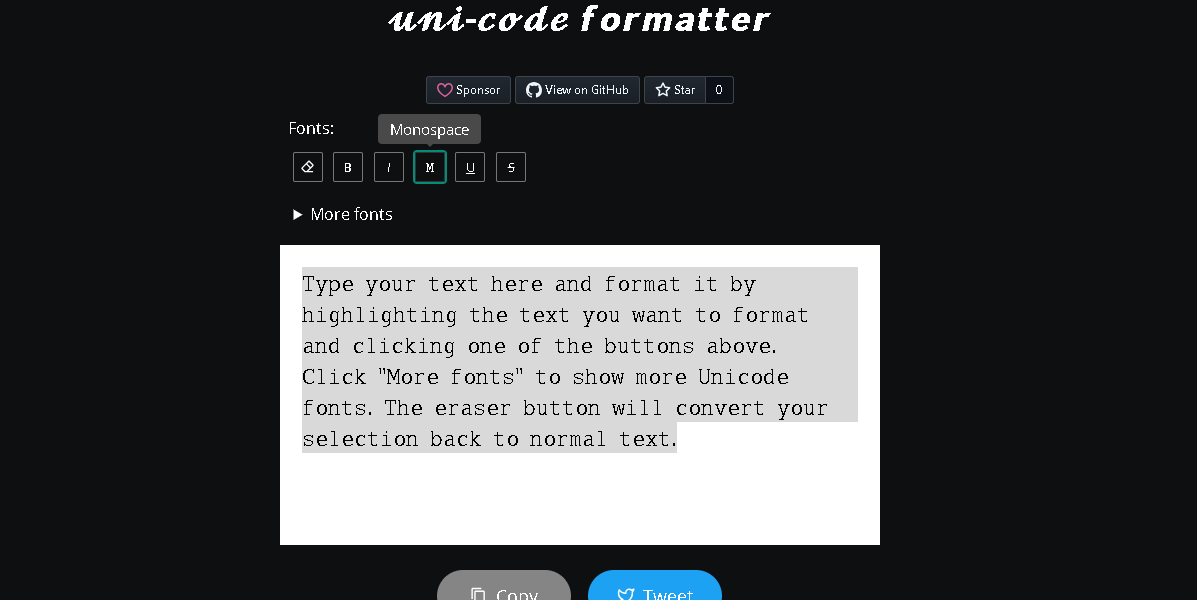 uni-code formatter
Sponsor View on GitHub Star 0
Fonts: Monospace
B I M U S
More fonts
Type your text here and format it by
highlighting the text you want to format
and clicking one of the buttons above.
Click "More fonts" to show more Unicode
fonts. The eraser button will convert your
selection back to normal text.
Copy Tweet